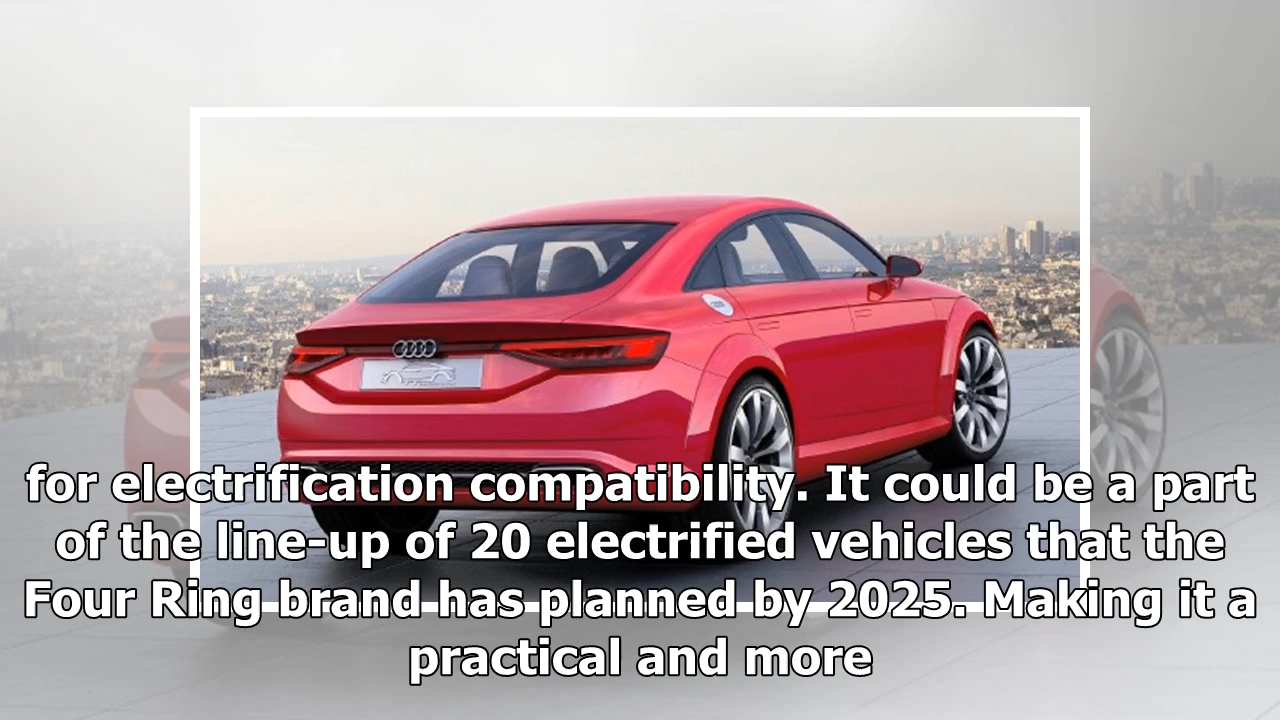 for electrification compatibility. It could be a part
of the line-up of 20 electrified vehicles that the
Four Ring brand has planned by 2025. Making it a
practical and more